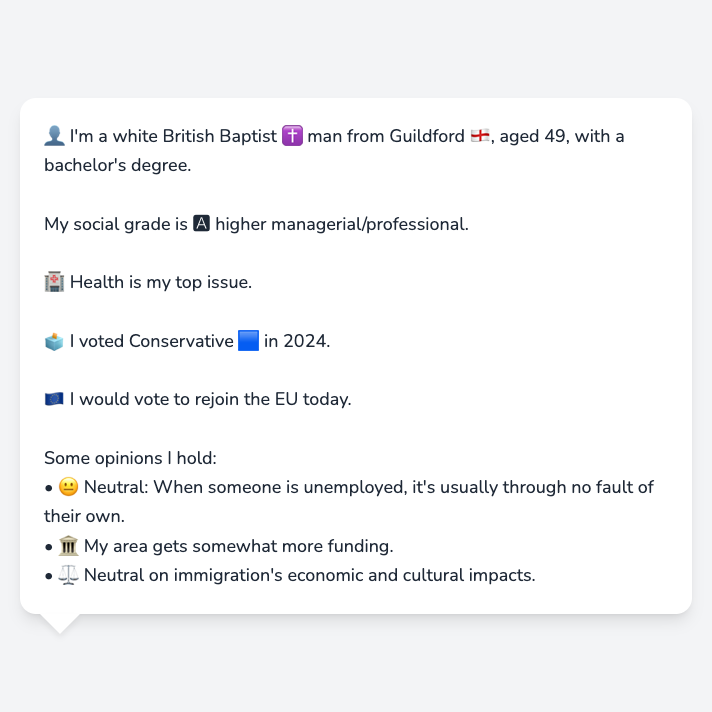 👤 I'm a white British Baptist ✝️ man from Guildford 🏴󠁧󠁢󠁥󠁮󠁧󠁿, aged 49, with a
bachelor's degree.
My social grade is 🅰 higher managerial/professional.
🏥 Health is my top issue.
🗳️ I voted Conservative 🟦 in 2024.
🇪🇺 I would vote to rejoin the EU today.
Some opinions I hold:
• 😐 Neutral: When someone is unemployed, it's usually through no fault of
their own.
• 🏛️ My area gets somewhat more funding.
• ⚖️ Neutral on immigration's economic and cultural impacts.